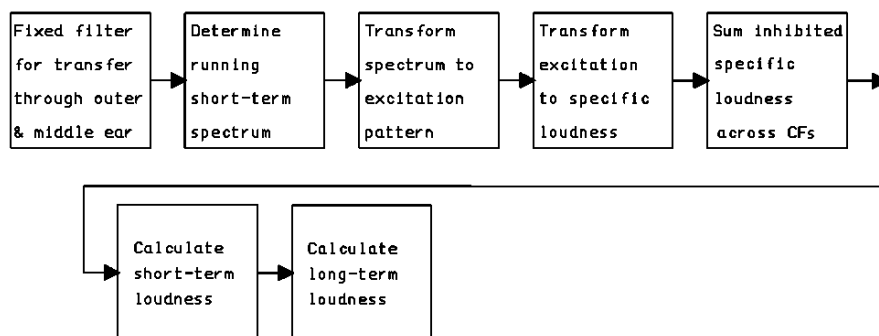 Fixed filter
for transfer
through outer
& middle ear
Determine
running
short-term
spectrum
Transform
spectrum to
excitation
pattern
Transform
excitation
to specific
loudness
Sum inhibited
specific
loudness
across CFs
Calculate
short-term
loudness
Calculate
long-term
loudness